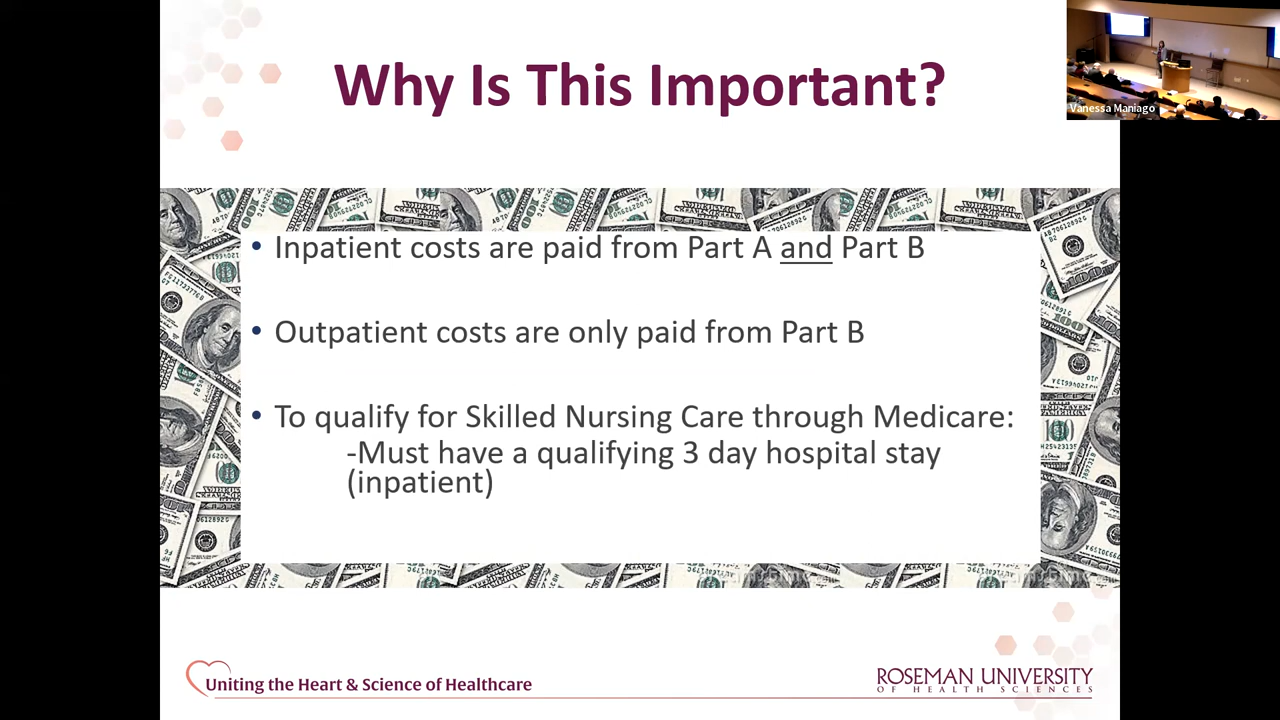 Why Is This Important?
Vanessa Maniago
• Inpatient costs are paid from Part A and Part B
• Outpatient costs are only paid from Part B
• To qualify for Skilled Nursing Care through Medicare:
-Must have a qualifying 3 day hospital stay
(inpatient)
Uniting the Heart & Science of Healthcare
ROSEMAN UNIVERSITY
OF HEALTH SCIENCES